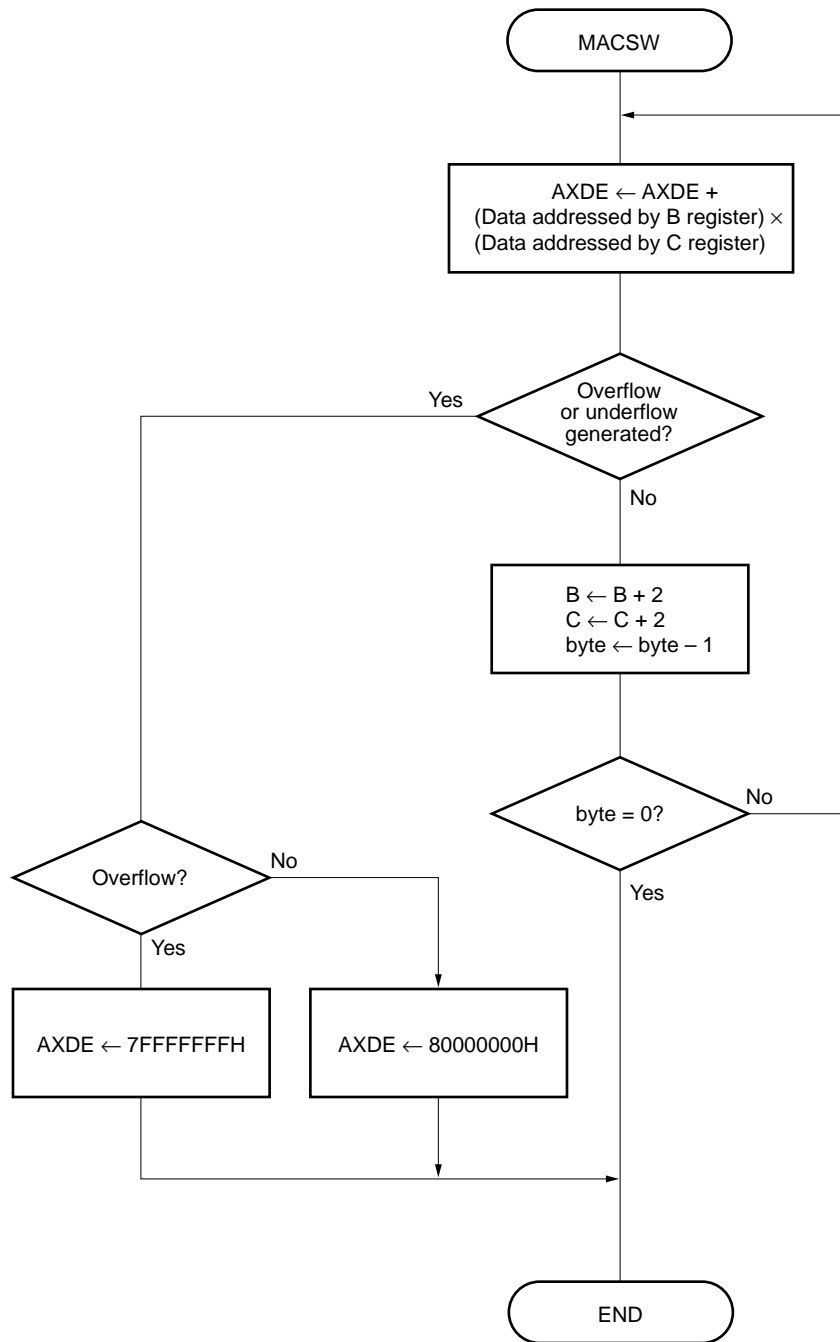 MACSW
AXDE ← AXDE +
(Data addressed by B register) ×
(Data addressed by C register)
Overflow
or underflow
generated?
Yes
No
B ← B + 2
C ← C + 2
byte ← byte – 1
byte = 0?
No
Yes
Overflow?
No
Yes
AXDE ← 7FFFFFFFH
AXDE ← 80000000H
END